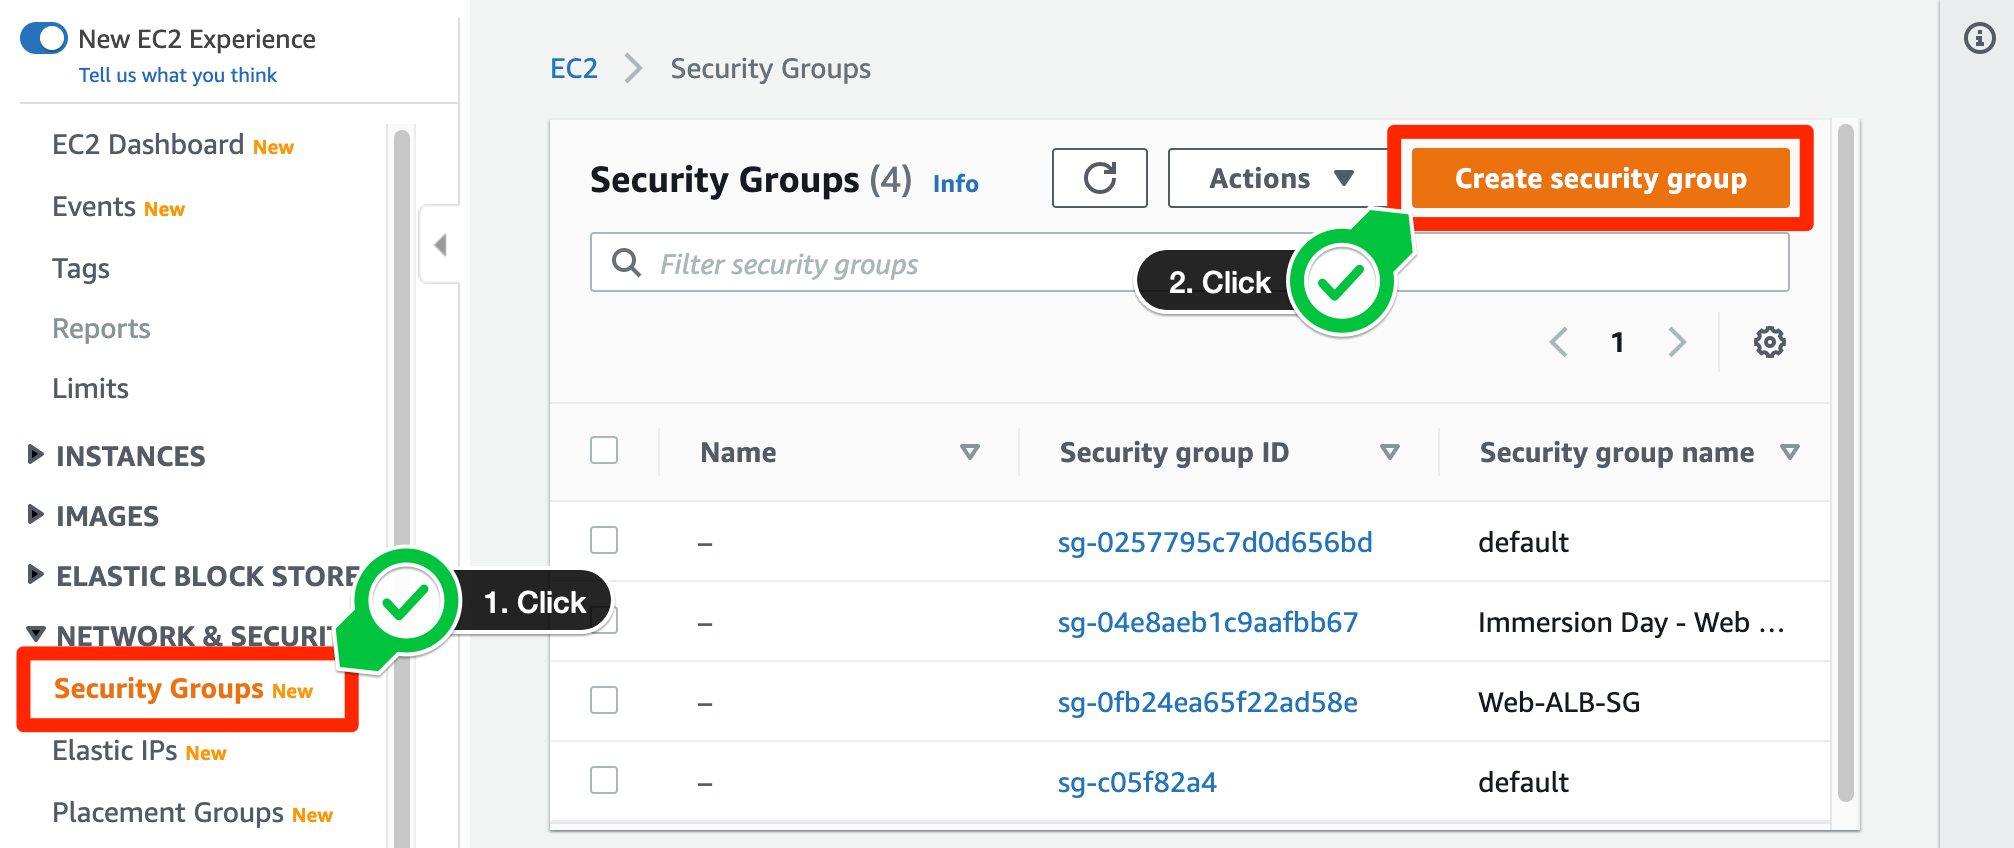 New EC2 Experience
Tell us what you think
EC2 Dashboard New
Events New
Tags
Reports
Limits
INSTANCES
IMAGES
ELASTIC BLOCK STORE
NETWORK & SECURIT
Security Groups New
Elastic IPs New
Placement Groups New
1. Click
EC2 > Security Groups
Security Groups (4) Info
Actions
Create security group
Filter security groups
2. Click
1
Name Security group ID Security group name
– sg-0257795c7d0d656bd default
– sg-04e8aeb1c9aafbb67 Immersion Day - Web ...
– sg-0fb24ea65f22ad58e Web-ALB-SG
– sg-c05f82a4 default